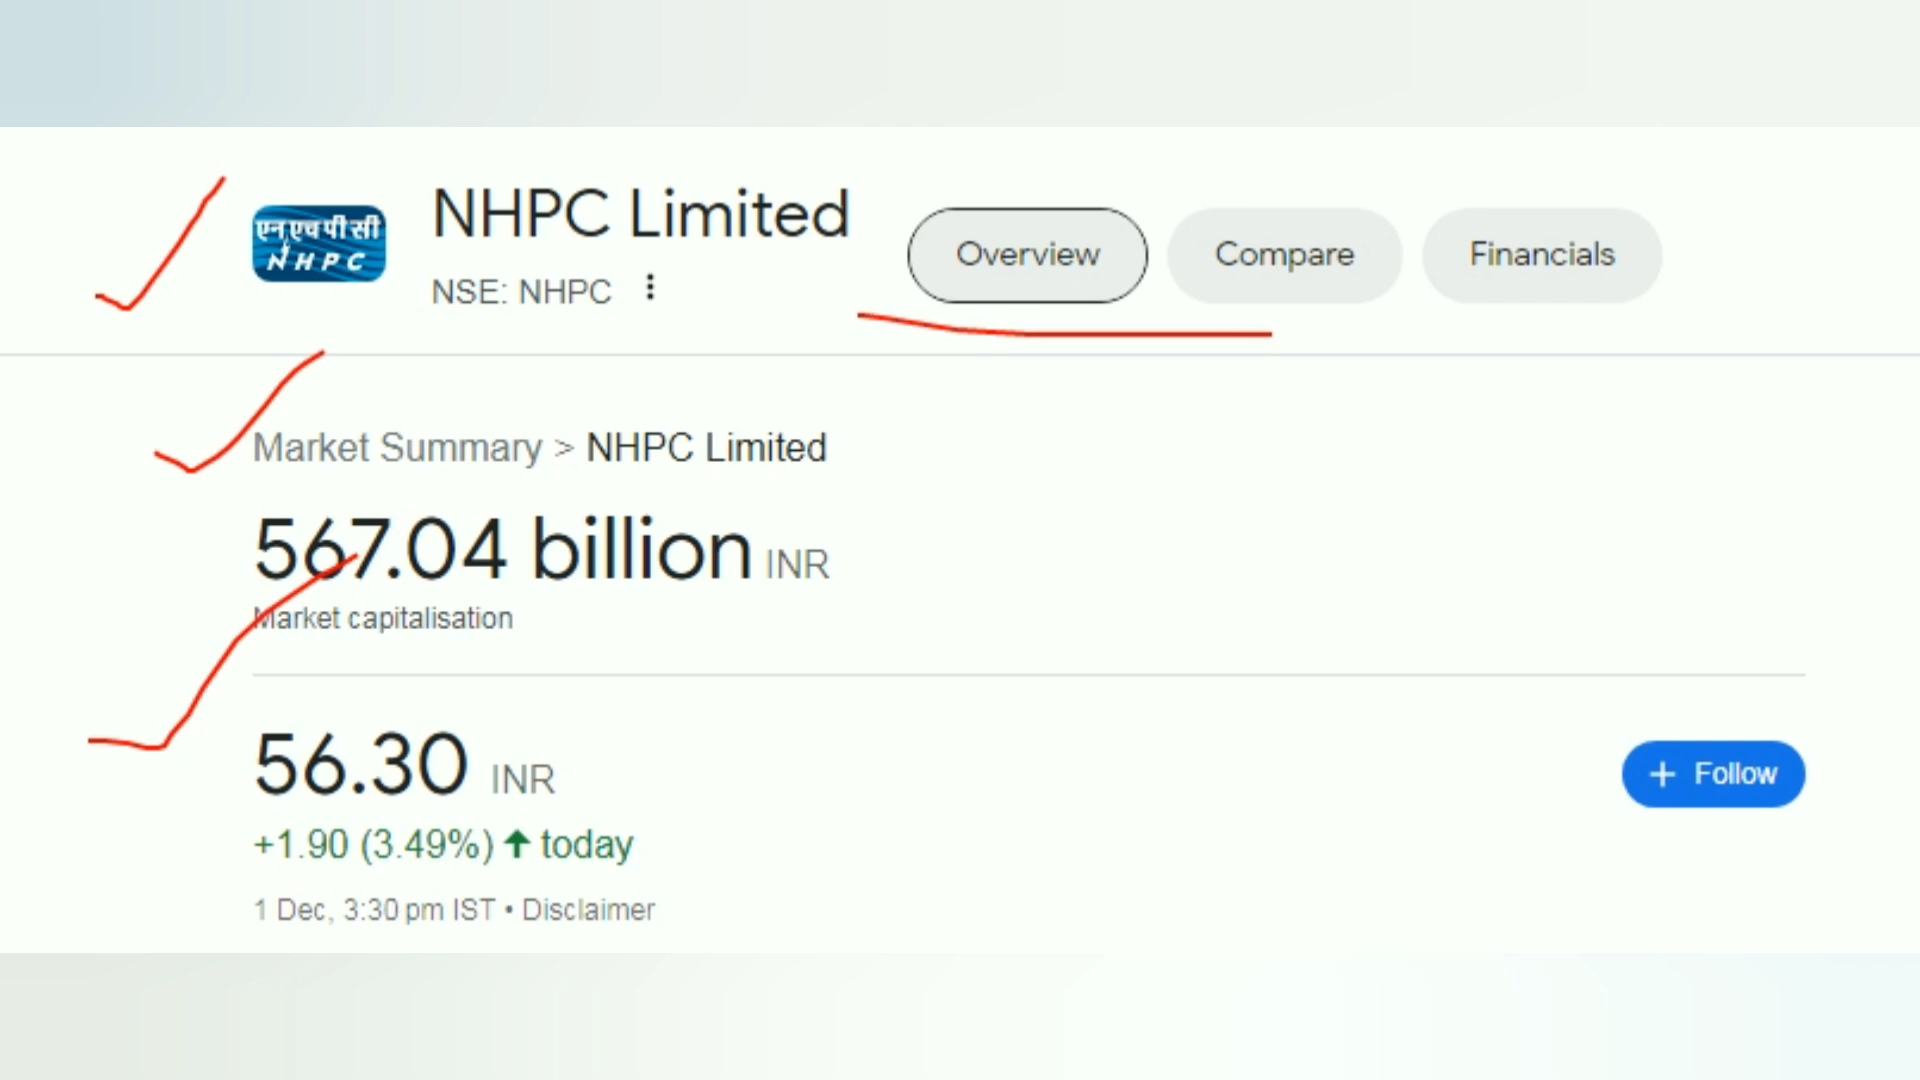 एनएचपीसी
NHPC
NHPC Limited
NSE: NHPC
Overview
Compare
Financials
Market Summary > NHPC Limited
567.04 billion INR
Market capitalisation
56.30 INR
+1.90 (3.49%) ↑ today
1 Dec, 3:30 pm IST • Disclaimer
+ Follow